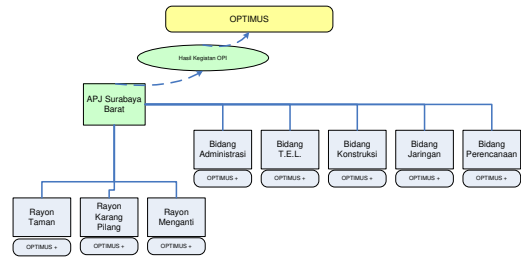 OPTIMUS
Hasil Kegiatan OPI
APJ Surabaya
Barat
Bidang
Administrasi
OPTIMUS +
Bidang
T.E.L.
OPTIMUS +
Bidang
Konstruksi
OPTIMUS +
Bidang
Jaringan
OPTIMUS +
Bidang
Perencanaan
OPTIMUS +
Rayon
Taman
OPTIMUS +
Rayon
Karang
Pilang
OPTIMUS +
Rayon
Menganti
OPTIMUS +